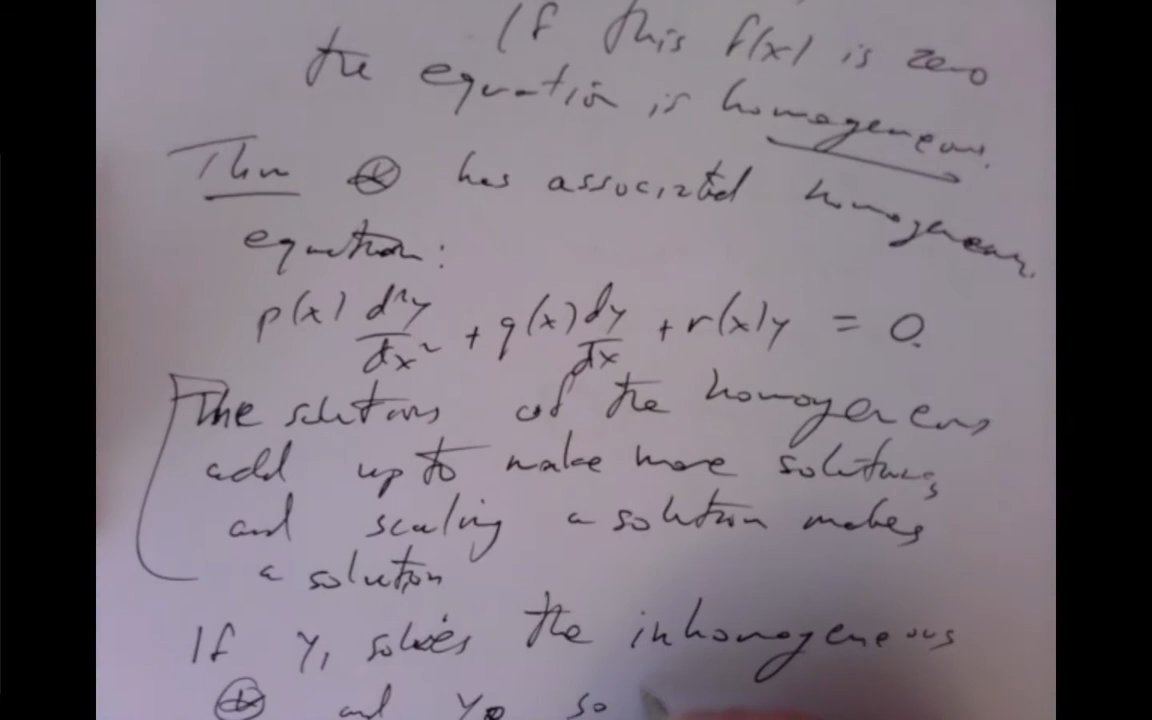 If this f(x) is zero
the equation is homogeneous.
Then ⊛ has associated homogeneous
equation:
p(x) d²y/dx² + q(x) dy/dx + r(x)y = 0.
The solutions of the homogeneous
add up to make more solutions,
and scaling a solution makes
a solution
If y₁ solves the inhomogeneous
⊛ and y₀ so